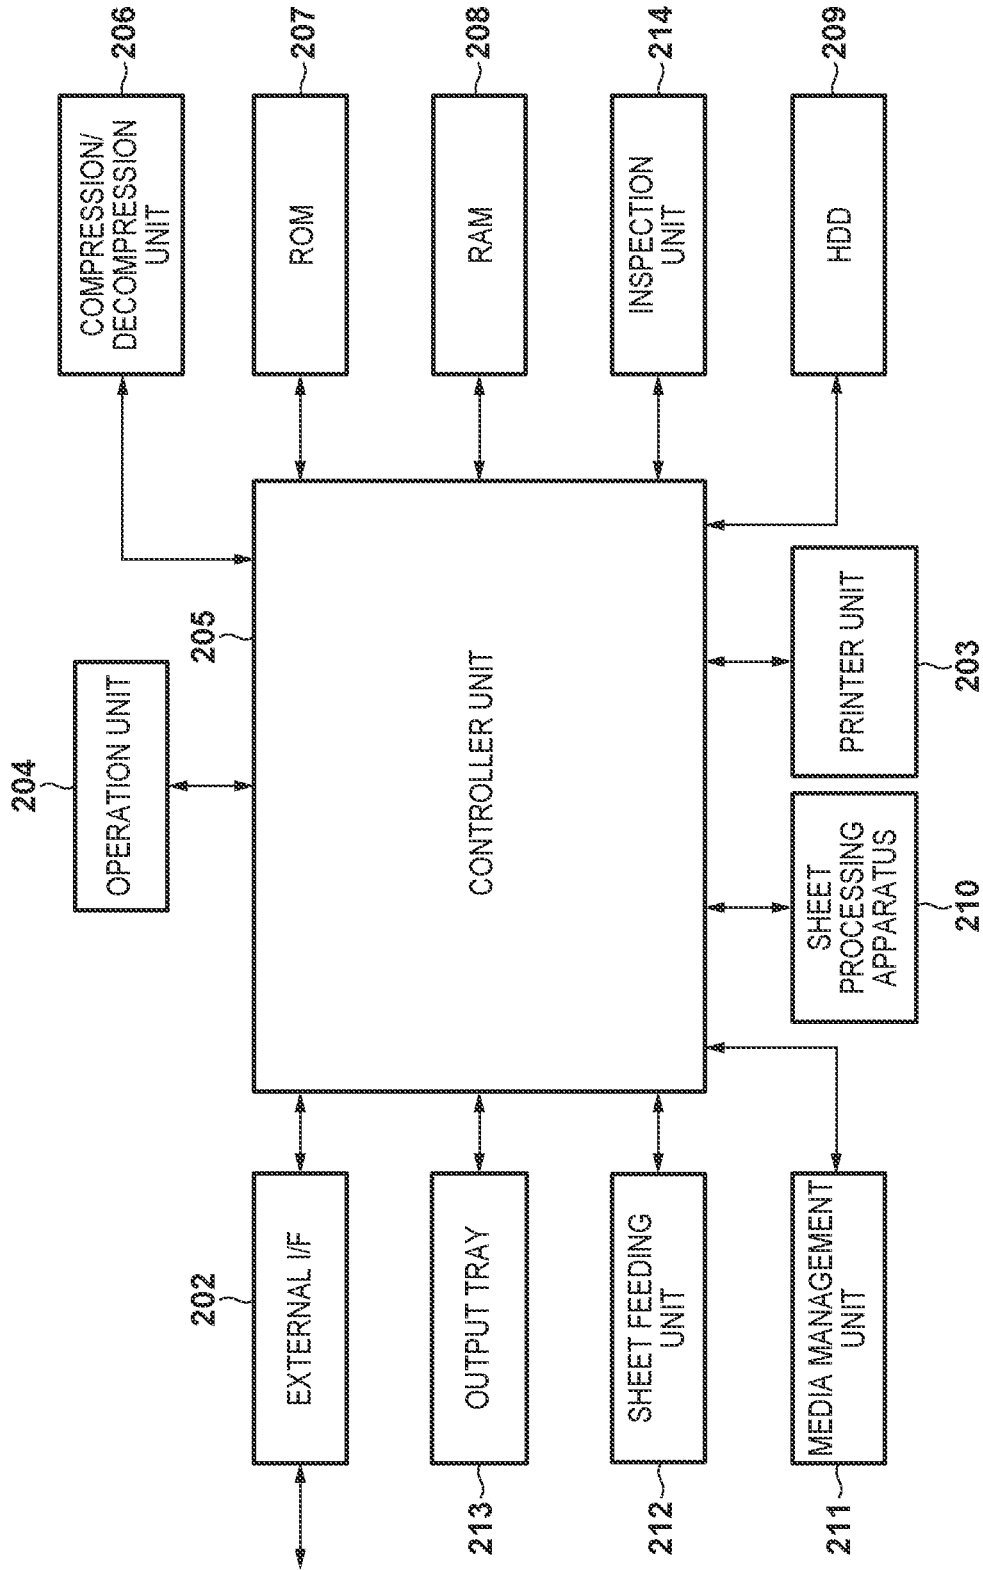 204
OPERATION UNIT
205
202
EXTERNAL I/F
213
OUTPUT TRAY
212
SHEET FEEDING
UNIT
211
MEDIA MANAGEMENT
UNIT
CONTROLLER UNIT
SHEET
PROCESSING
APPARATUS
210
PRINTER UNIT
203
COMPRESSION/
DECOMPRESSION
UNIT
206
ROM
207
RAM
208
INSPECTION
UNIT
214
HDD
209